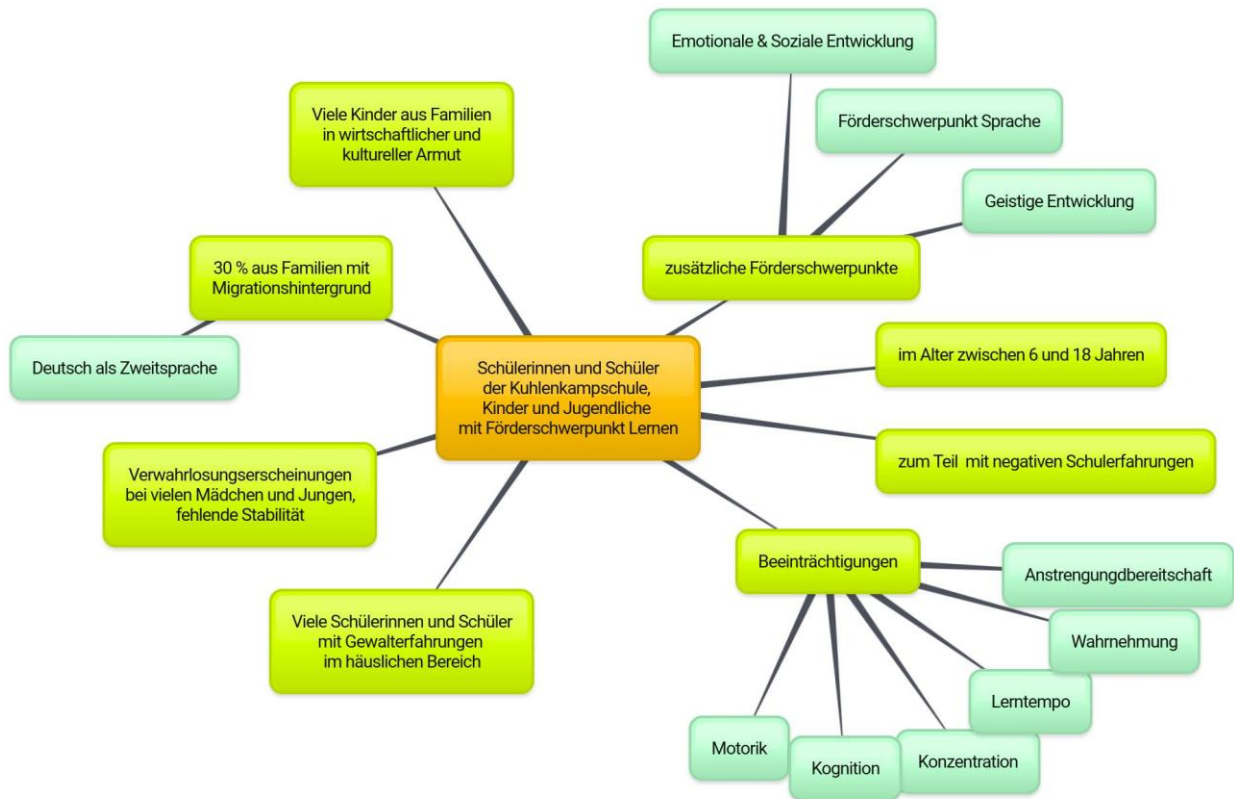 Emotionale & Soziale Entwicklung
Viele Kinder aus Familien
in wirtschaftlicher und
kultureller Armut
Förderschwerpunkt Sprache
Geistige Entwicklung
30 % aus Familien mit
Migrationshintergrund
zusätzliche Förderschwerpunkte
Deutsch als Zweitsprache
Schülerinnen und Schüler
der Kuhlenkampschule,
Kinder und Jugendliche
mit Förderschwerpunkt Lernen
im Alter zwischen 6 und 18 Jahren
zum Teil mit negativen Schulerfahrungen
Verwahrlosungserscheinungen
bei vielen Mädchen und Jungen,
fehlende Stabilität
Beeinträchtigungen
Anstrengungdbereitschaft
Viele Schülerinnen und Schüler
mit Gewalterfahrungen
im häuslichen Bereich
Wahrnehmung
Lerntempo
Motorik
Kognition
Konzentration